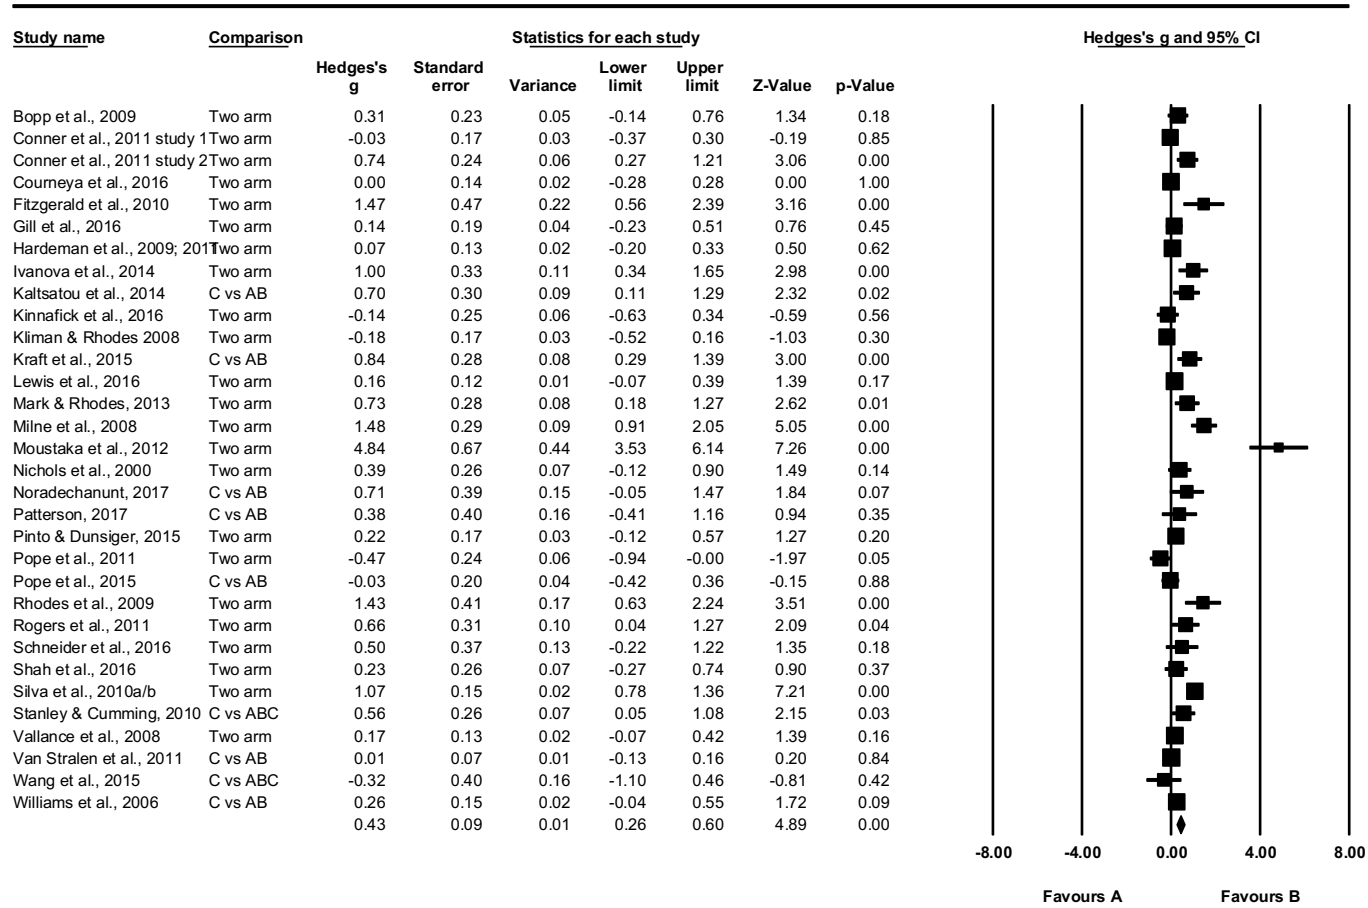 Study name Comparison Statistics for each study Hedges's g and 95% CI
Hedges's Standard Lower Upper
g error Variance limit limit Z-Value p-Value
Bopp et al., 2009 Two arm 0.31 0.23 0.05 -0.14 0.76 1.34 0.18
Conner et al., 2011 study 1 Two arm -0.03 0.17 0.03 -0.37 0.30 -0.19 0.85
Conner et al., 2011 study 2 Two arm 0.74 0.24 0.06 0.27 1.21 3.06 0.00
Courneya et al., 2016 Two arm 0.00 0.14 0.02 -0.28 0.28 0.00 1.00
Fitzgerald et al., 2010 Two arm 1.47 0.47 0.22 0.56 2.39 3.16 0.00
Gill et al., 2016 Two arm 0.14 0.19 0.04 -0.23 0.51 0.76 0.45
Hardeman et al., 2009; 2011 Two arm 0.07 0.13 0.02 -0.20 0.33 0.50 0.62
Ivanova et al., 2014 Two arm 1.00 0.33 0.11 0.34 1.65 2.98 0.00
Kaltsatou et al., 2014 C vs AB 0.70 0.30 0.09 0.11 1.29 2.32 0.02
Kinnafick et al., 2016 Two arm -0.14 0.25 0.06 -0.63 0.34 -0.59 0.56
Kliman & Rhodes 2008 Two arm -0.18 0.17 0.03 -0.52 0.16 -1.03 0.30
Kraft et al., 2015 C vs AB 0.84 0.28 0.08 0.29 1.39 3.00 0.00
Lewis et al., 2016 Two arm 0.16 0.12 0.01 -0.07 0.39 1.39 0.17
Mark & Rhodes, 2013 Two arm 0.73 0.28 0.08 0.18 1.27 2.62 0.01
Milne et al., 2008 Two arm 1.48 0.29 0.09 0.91 2.05 5.05 0.00
Moustaka et al., 2012 Two arm 4.84 0.67 0.44 3.53 6.14 7.26 0.00
Nichols et al., 2000 Two arm 0.39 0.26 0.07 -0.12 0.90 1.49 0.14
Noradechanunt, 2017 C vs AB 0.71 0.39 0.15 -0.05 1.47 1.84 0.07
Patterson, 2017 C vs AB 0.38 0.40 0.16 -0.41 1.16 0.94 0.35
Pinto & Dunsiger, 2015 Two arm 0.22 0.17 0.03 -0.12 0.57 1.27 0.20
Pope et al., 2011 Two arm -0.47 0.24 0.06 -0.94 -0.00 -1.97 0.05
Pope et al., 2015 C vs AB -0.03 0.20 0.04 -0.42 0.36 -0.15 0.88
Rhodes et al., 2009 Two arm 1.43 0.41 0.17 0.63 2.24 3.51 0.00
Rogers et al., 2011 Two arm 0.66 0.31 0.10 0.04 1.27 2.09 0.04
Schneider et al., 2016 Two arm 0.50 0.37 0.13 -0.22 1.22 1.35 0.18
Shah et al., 2016 Two arm 0.23 0.26 0.07 -0.27 0.74 0.90 0.37
Silva et al., 2010a/b Two arm 1.07 0.15 0.02 0.78 1.36 7.21 0.00
Stanley & Cumming, 2010 C vs ABC 0.56 0.26 0.07 0.05 1.08 2.15 0.03
Vallance et al., 2008 Two arm 0.17 0.13 0.02 -0.07 0.42 1.39 0.16
Van Stralen et al., 2011 C vs AB 0.01 0.07 0.01 -0.13 0.16 0.20 0.84
Wang et al., 2015 C vs ABC -0.32 0.40 0.16 -1.10 0.46 -0.81 0.42
Williams et al., 2006 C vs AB 0.26 0.15 0.02 -0.04 0.55 1.72 0.09
0.43 0.09 0.01 0.26 0.60 4.89 0.00
-8.00 -4.00 0.00 4.00 8.00
Favours A Favours B